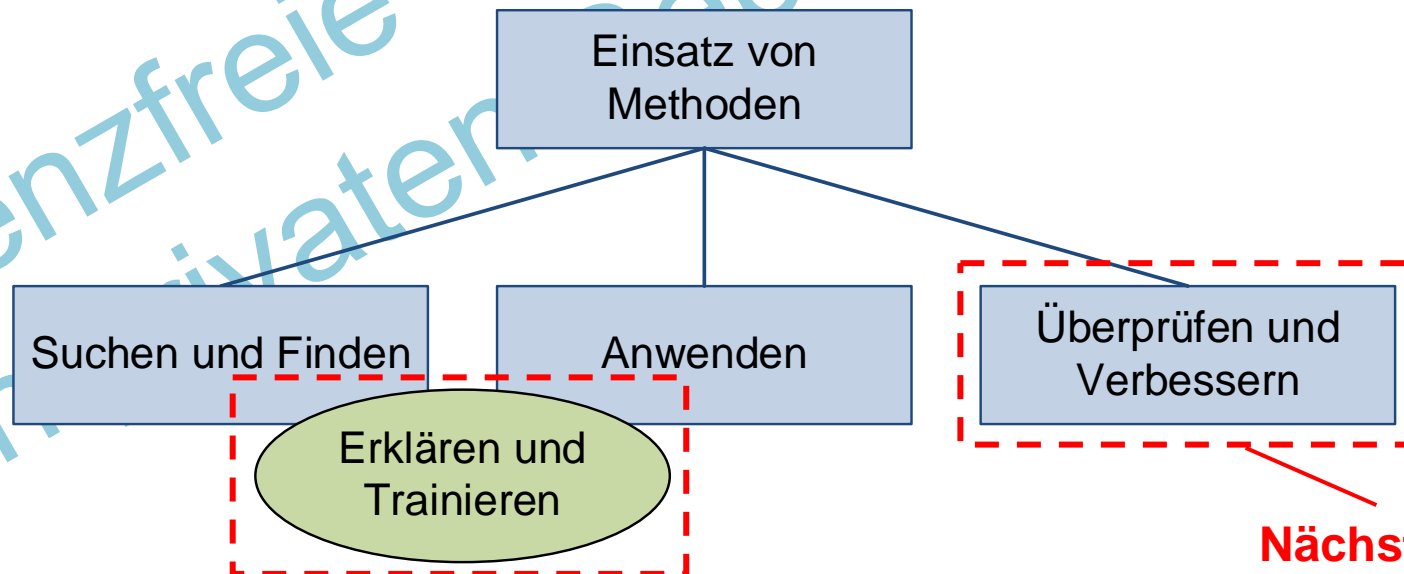 Einsatz von
Methoden
Suchen und Finden
Anwenden
Überprüfen und
Verbessern
Erklären und
Trainieren